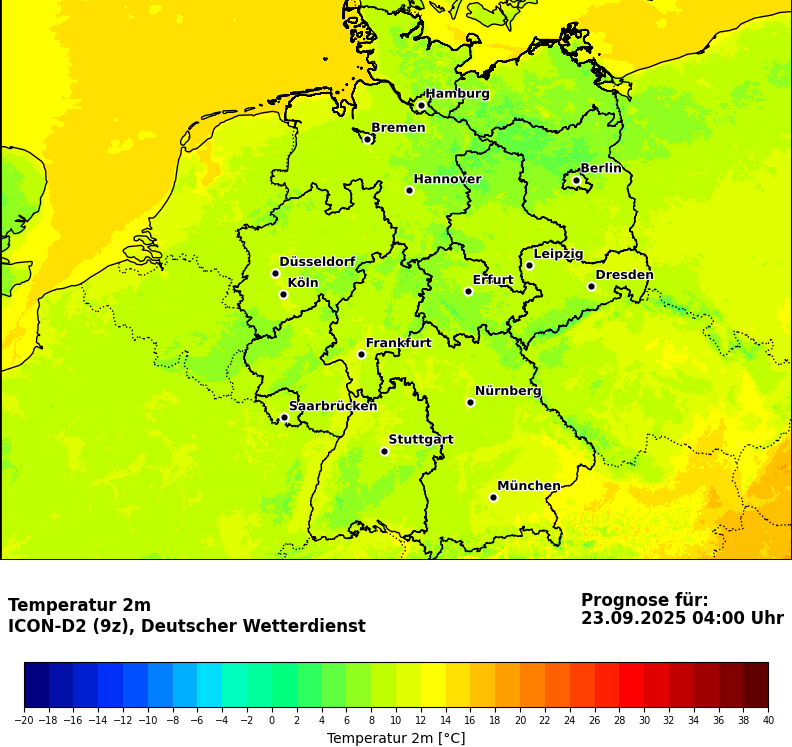 Hamburg
Bremen
Berlin
Hannover
Leipzig
Düsseldorf
Dresden
Köln
Erfurt
Frankfurt
Nürnberg
Saarbrücken
Stuttgart
München
Temperatur 2m
ICON-D2 (9z), Deutscher Wetterdienst
Prognose für:
23.09.2025 04:00 Uhr
−20 −18 −16 −14 −12 −10 −8 −6 −4 −2 0 2 4 6 8 10 12 14 16 18 20 22 24 26 28 30 32 34 36 38 40
Temperatur 2m [°C]